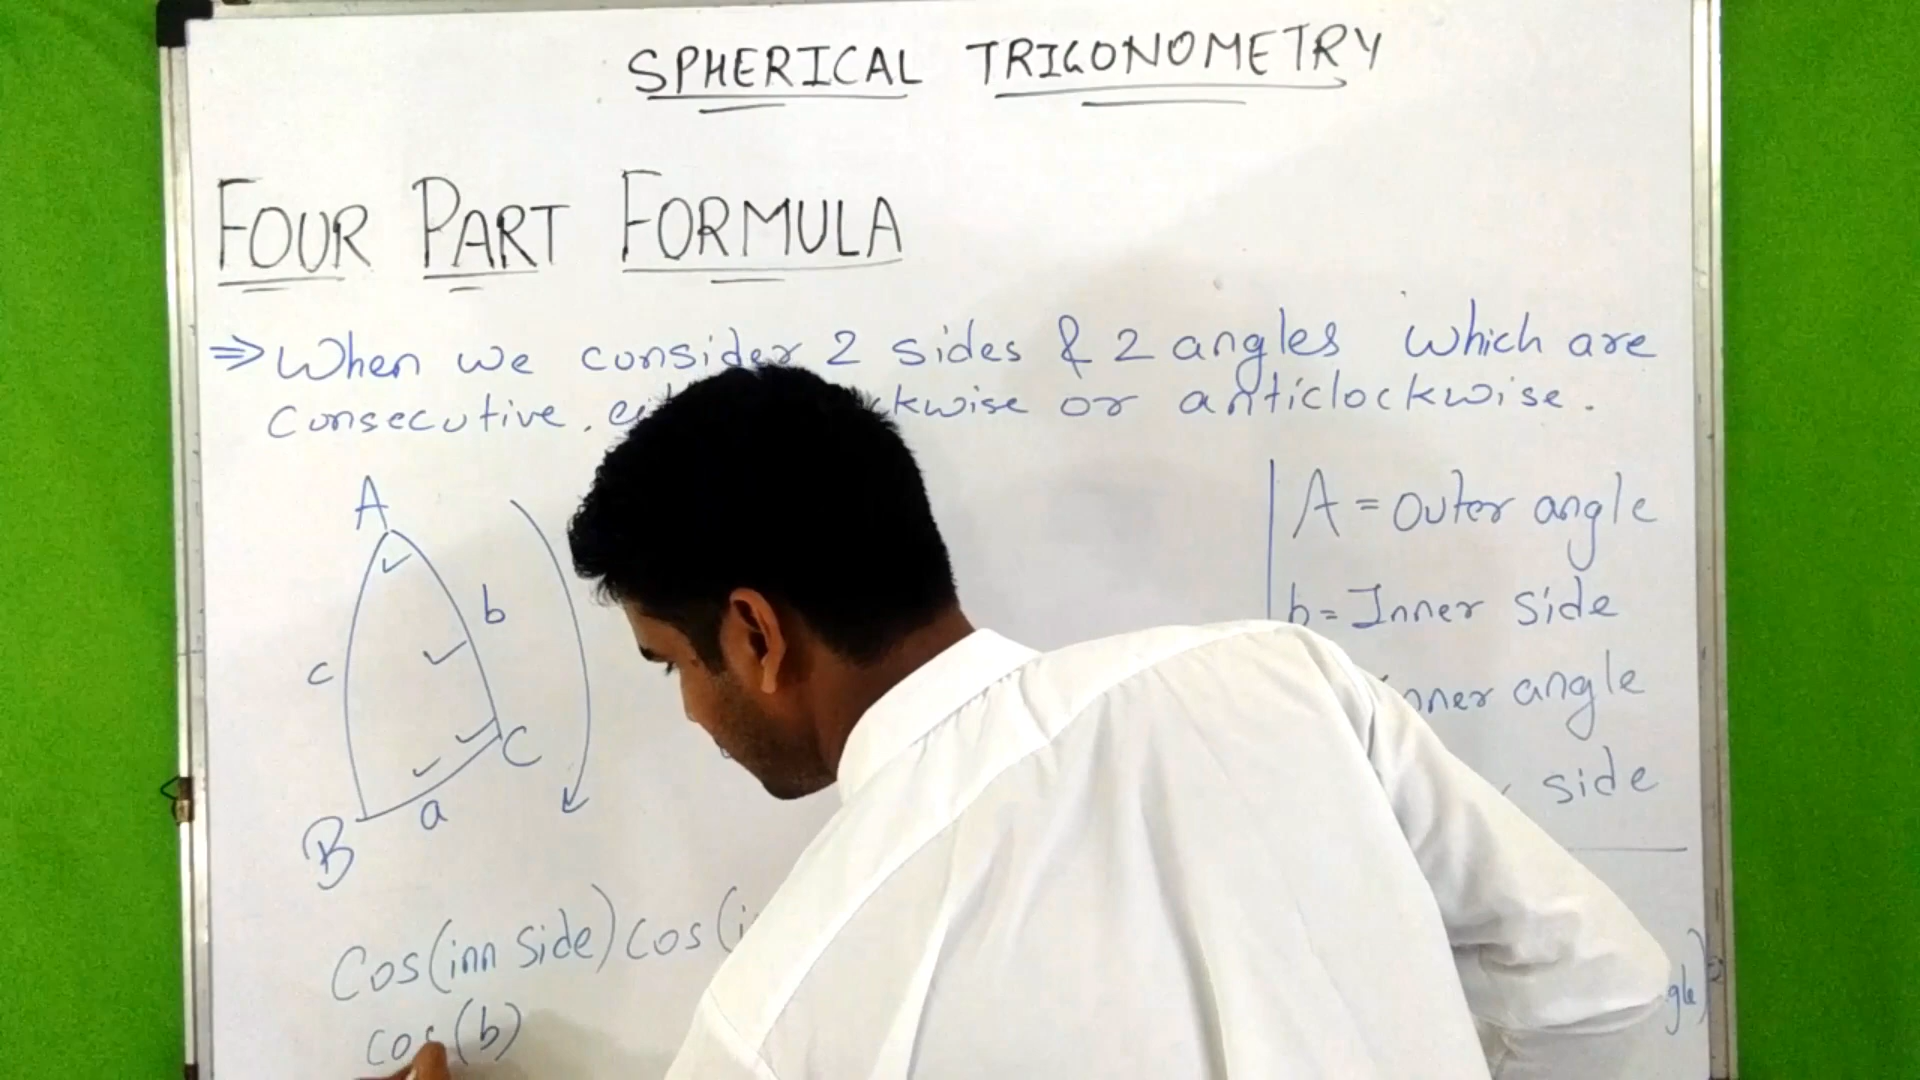 SPHERICAL TRIGONOMETRY
FOUR PART FORMULA
⇒ When we consider 2 sides & 2 angles which are
consecutive. or anticlockwise.
A
b
c
C
a
B
A = outer angle
b = Inner side
angle
side
Cos(inn side) cos(
cos(b)